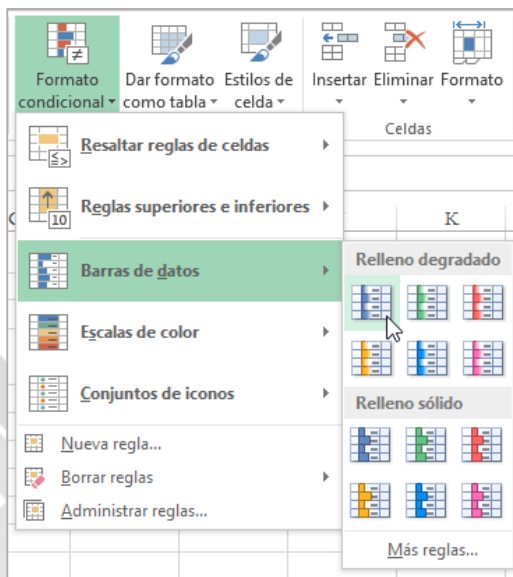 Formato condicional
Dar formato como tabla
Estilos de celda
Insertar
Eliminar
Formato
Celdas
Resaltar reglas de celdas
Reglas superiores e inferiores
10
K
Barras de datos
Relleno degradado
Escalas de color
Conjuntos de iconos
Relleno sólido
Nueva regla...
Borrar reglas
Administrar reglas...
Más reglas...